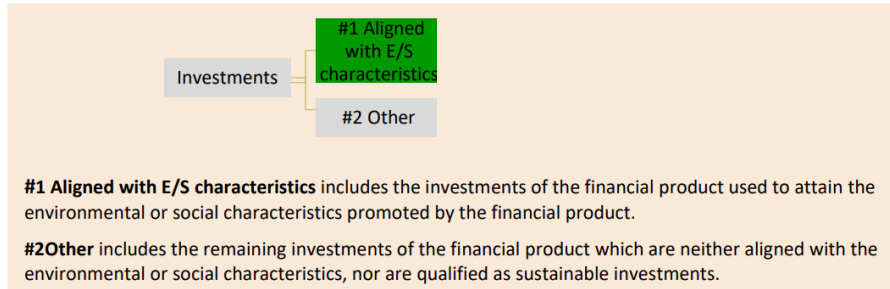 #1 Aligned
with E/S
characteristics
Investments
#2 Other
#1 Aligned with E/S characteristics includes the investments of the financial product used to attain the
environmental or social characteristics promoted by the financial product.
#2Other includes the remaining investments of the financial product which are neither aligned with the
environmental or social characteristics, nor are qualified as sustainable investments.